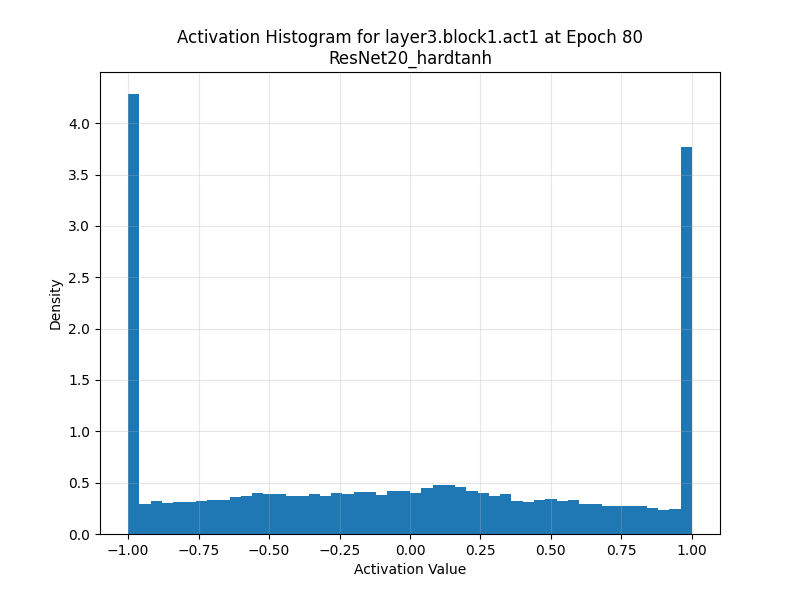 Activation Histogram for layer3.block1.act1 at Epoch 80
ResNet20_hardtanh
4.0
3.5
3.0
2.5
2.0
1.5
1.0
0.5
0.0
Density
−1.00 −0.75 −0.50 −0.25 0.00 0.25 0.50 0.75 1.00
Activation Value